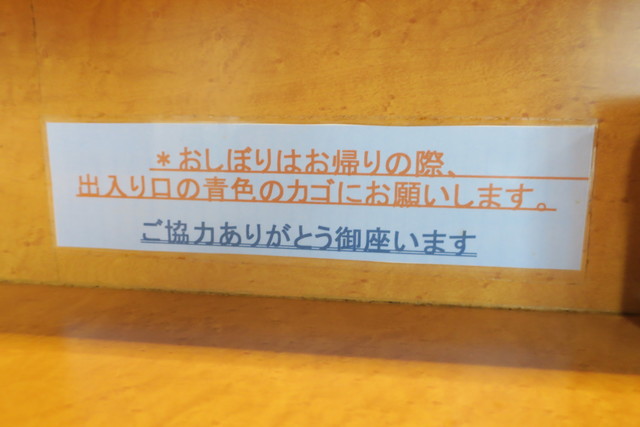 ＊おしぼりはお帰りの際、
出入り口の青色のカゴにお願いします。
ご協力ありがとう御座います